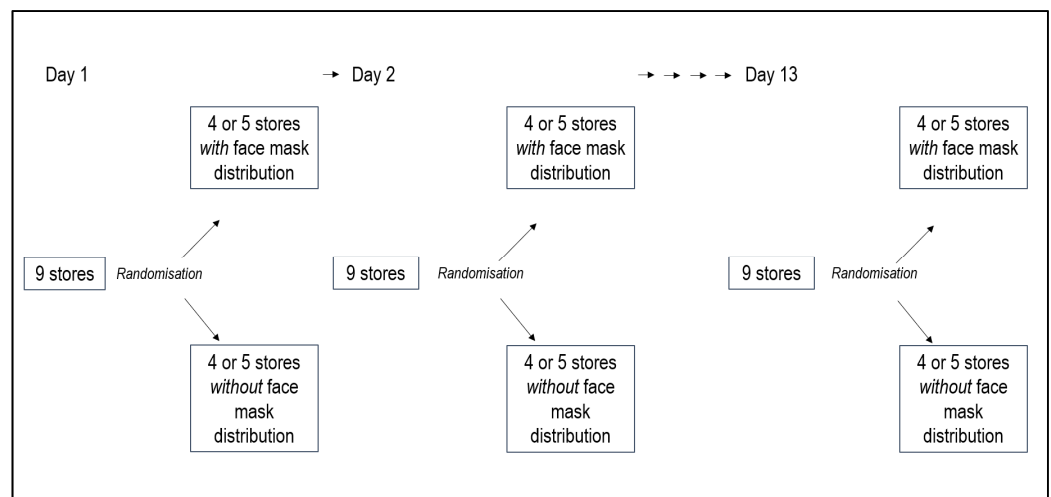 Day 1
Day 2
Day 13
4 or 5 stores
with face mask
distribution
4 or 5 stores
with face mask
distribution
4 or 5 stores
with face mask
distribution
9 stores
Randomisation
9 stores
Randomisation
9 stores
Randomisation
4 or 5 stores
without face
mask
distribution
4 or 5 stores
without face
mask
distribution
4 or 5 stores
without face
mask
distribution